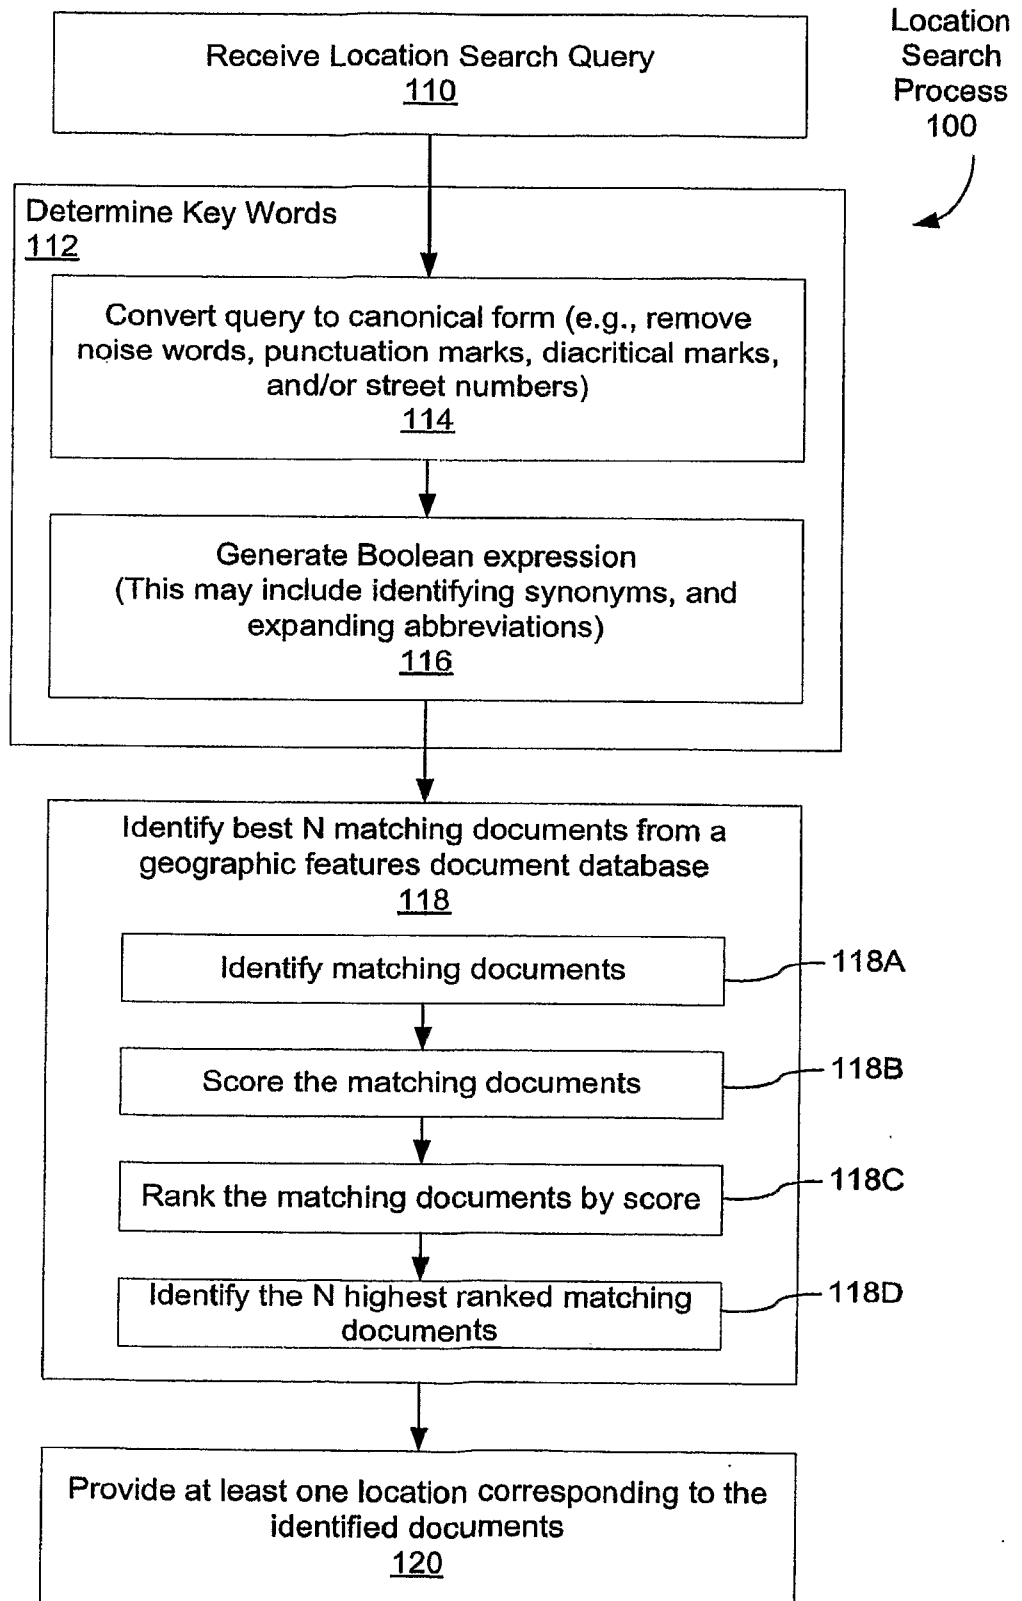 Receive Location Search Query
110
Location
Search
Process
100
Determine Key Words
112
Convert query to canonical form (e.g., remove
noise words, punctuation marks, diacritical marks,
and/or street numbers)
114
Generate Boolean expression
(This may include identifying synonyms, and
expanding abbreviations)
116
Identify best N matching documents from a
geographic features document database
118
Identify matching documents
118A
Score the matching documents
118B
Rank the matching documents by score
118C
Identify the N highest ranked matching
documents
118D
Provide at least one location corresponding to the
identified documents
120